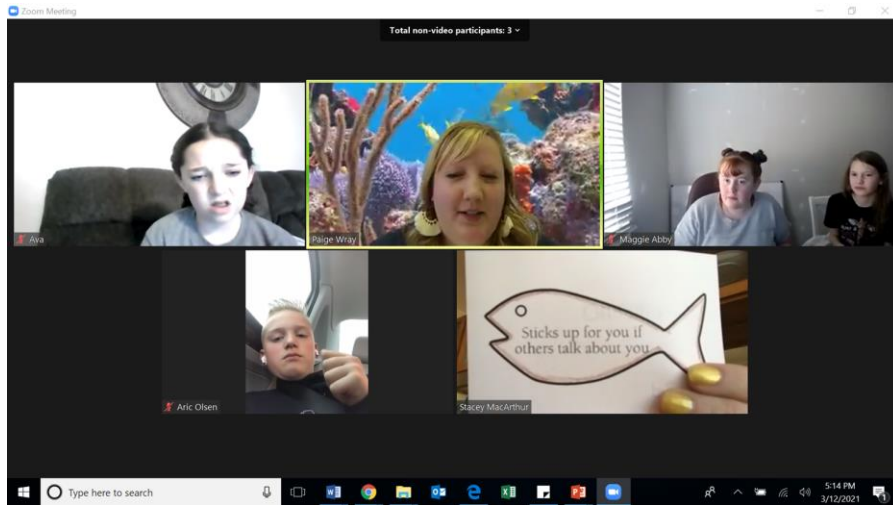 Zoom Meeting
Total non-video participants: 3
Ava
Paige Wray
Maggie Abby
Sticks up for you if
others talk about you
Aric Olsen
Stacey MacArthur
Type here to search
5:14 PM
3/12/2021
1